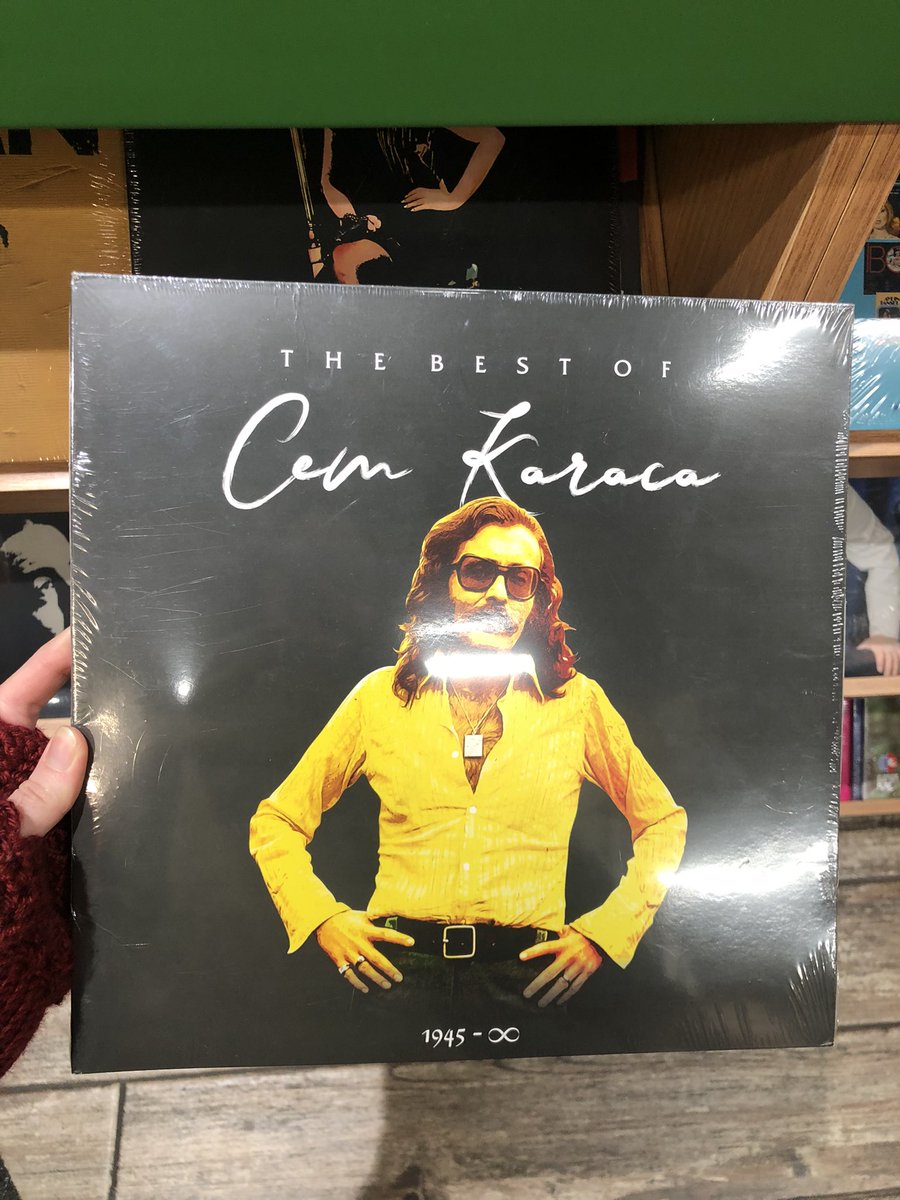 THE BEST OF
Cem Karaca
1945 - ∞